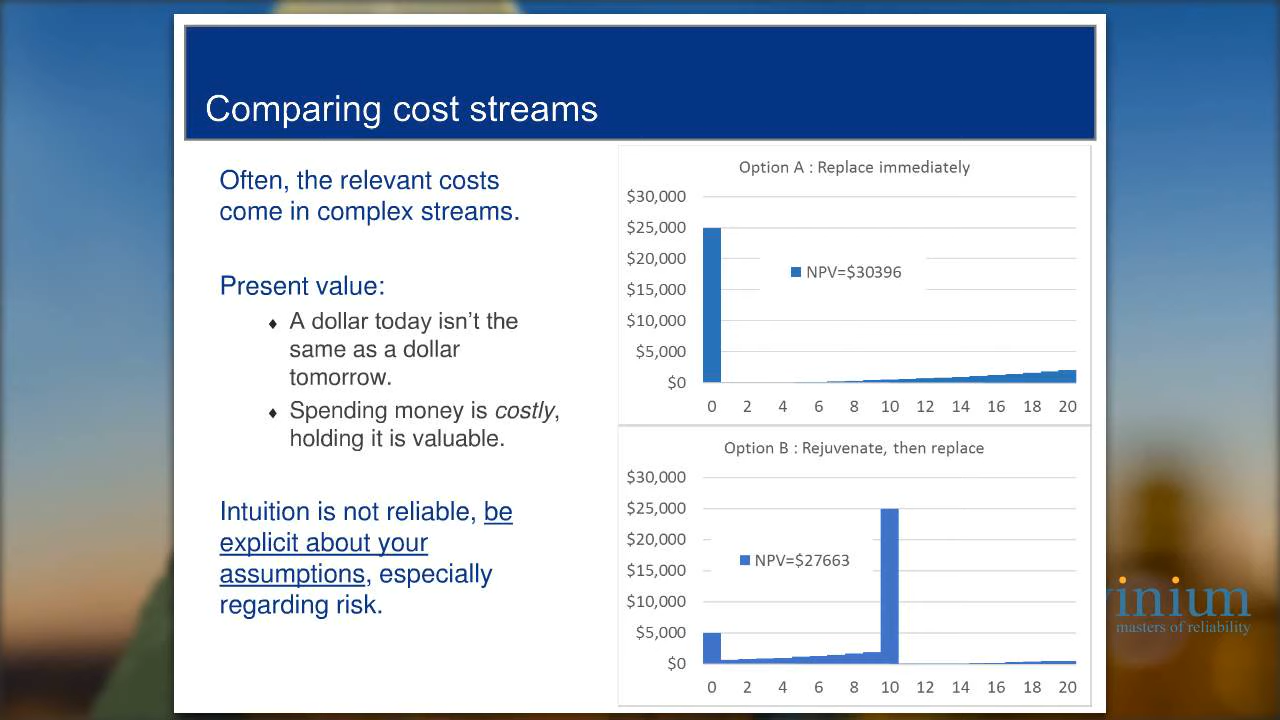 Comparing cost streams
Often, the relevant costs
come in complex streams.
Present value:
♦ A dollar today isn't the
same as a dollar
tomorrow.
♦ Spending money is costly,
holding it is valuable.
Intuition is not reliable, be
explicit about your
assumptions, especially
regarding risk.
Option A : Replace immediately
$30,000
$25,000
$20,000
$15,000
$10,000
$5,000
$0
NPV=$30396
0 2 4 6 8 10 12 14 16 18 20
Option B : Rejuvenate, then replace
$30,000
$25,000
$20,000
$15,000
$10,000
$5,000
$0
NPV=$27663
0 2 4 6 8 10 12 14 16 18 20
masters of reliability